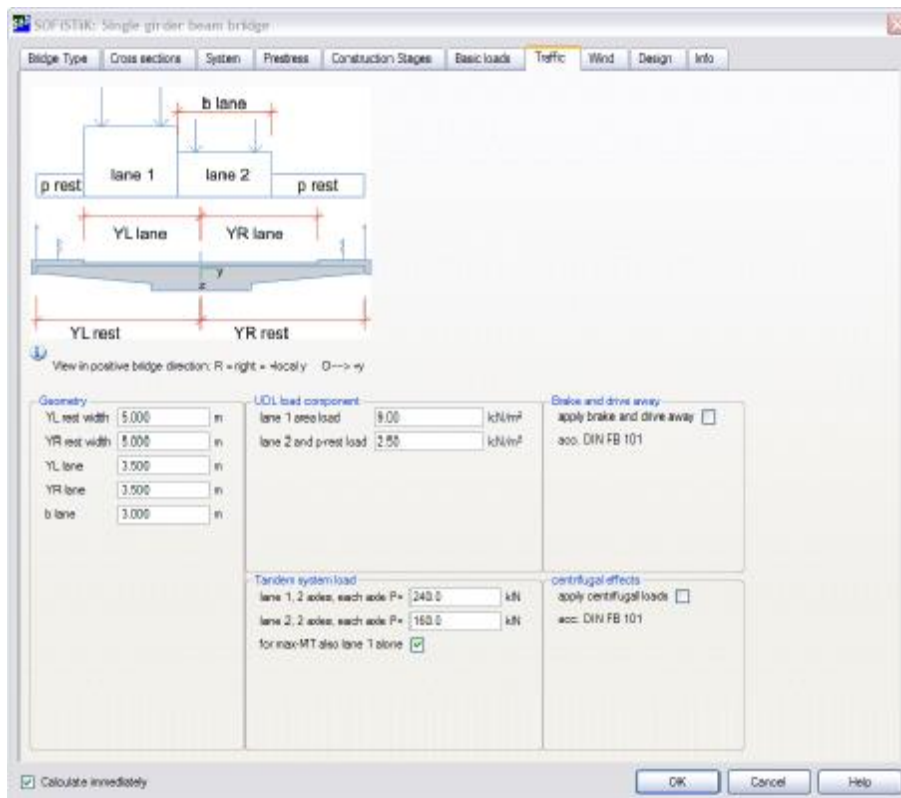 SOFiSTiK: Single girder beam bridge
Bridge Type Cross sections System Prestress Construction Stages Basic loads Traffic Wind Design Info
b lane
lane 1 lane 2
p rest p rest
YL lane YR lane
y
z
YL rest YR rest
View in positive bridge direction: R = right = +local y O---> +y
Geometry
YL rest width 5.000 m
YR rest width 5.000 m
YL lane 3.500 m
YR lane 3.500 m
b lane 3.000 m
UDL load component
lane 1 area load 9.00 kN/m²
lane 2 and p-rest load 2.50 kN/m²
Brake and drive away
apply brake and drive away
acc. DIN FB 101
Tandem system load
lane 1, 2 axles, each axle P= 240.0 kN
lane 2, 2 axles, each axle P= 160.0 kN
for max-MT also lane 1 alone
centrifugal effects
apply centrifugal loads
acc. DIN FB 101
Calculate immediately
OK Cancel Help